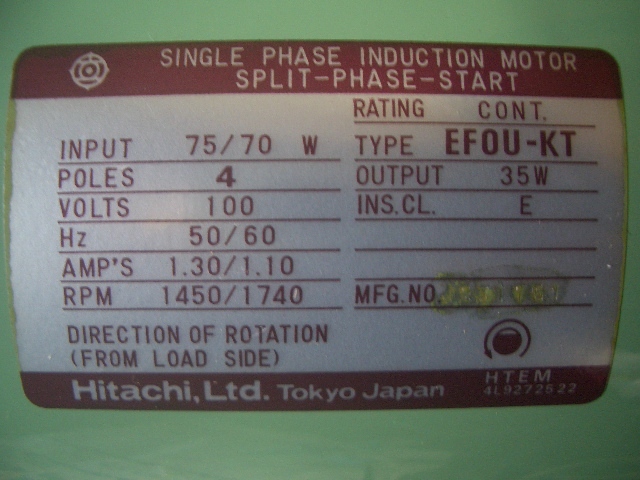 SINGLE PHASE INDUCTION MOTOR
SPLIT-PHASE-START
RATING CONT.
INPUT 75/70 W TYPE EFOU-KT
POLES 4 OUTPUT 35W
VOLTS 100 INS.CL. E
Hz 50/60
AMP'S 1.30/1.10
RPM 1450/1740 MFG.NO.
DIRECTION OF ROTATION
(FROM LOAD SIDE)
HTEM
Hitachi, Ltd. Tokyo Japan 4L9272522